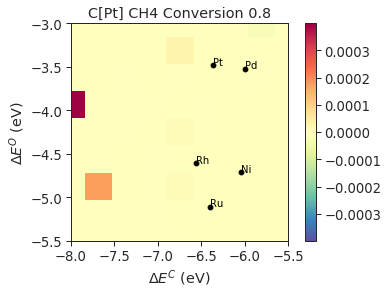 C[Pt] CH4 Conversion 0.8
−3.0
−3.5
−4.0
−4.5
−5.0
−5.5
ΔE^O (eV)
Pt
Pd
Rh
Ni
Ru
−8.0 −7.5 −7.0 −6.5 −6.0 −5.5
ΔE^C (eV)
0.0003
0.0002
0.0001
0.0000
−0.0001
−0.0002
−0.0003